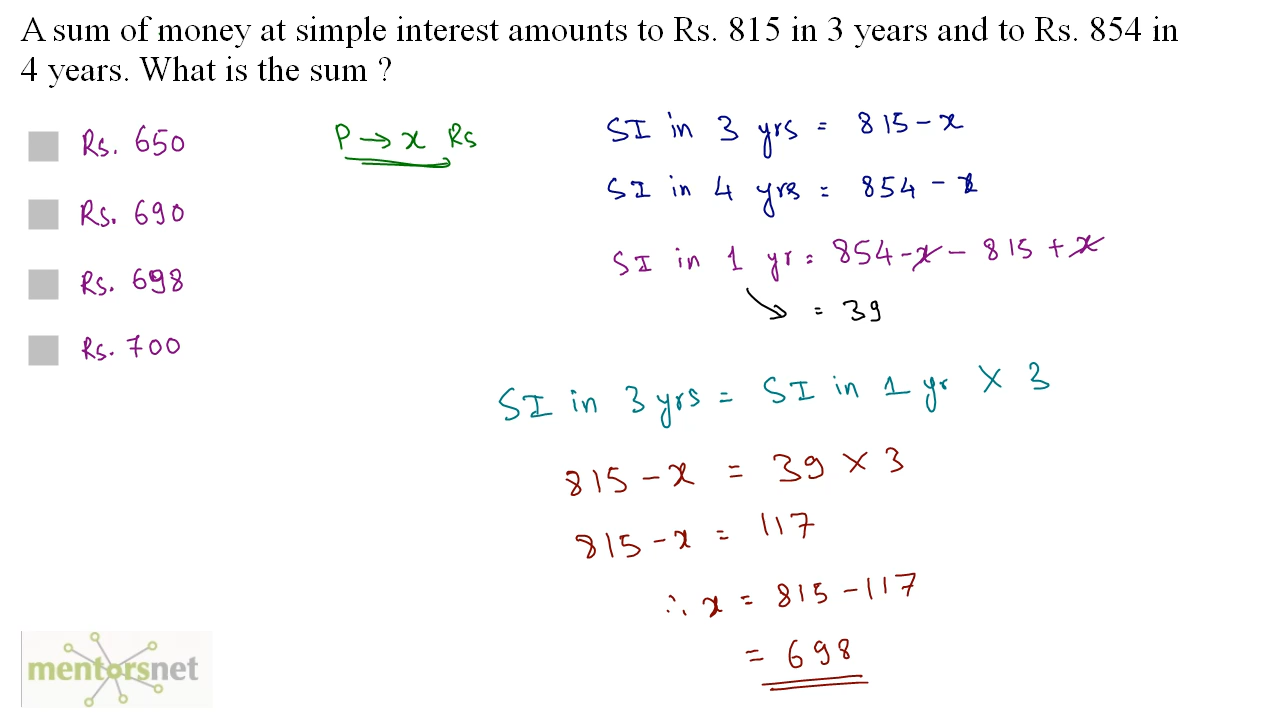 A sum of money at simple interest amounts to Rs. 815 in 3 years and to Rs. 854 in
4 years. What is the sum ?
Rs. 650
Rs. 690
Rs. 698
Rs. 700
P → x Rs
SI in 3 yrs = 815 - x
SI in 4 yrs = 854 - x
SI in 1 yr = 854 - x - 815 + x
= 39
SI in 3 yrs = SI in 1 yr X 3
815 - x = 39 X 3
815 - x = 117
∴ x = 815 - 117
= 698
mentorsnet